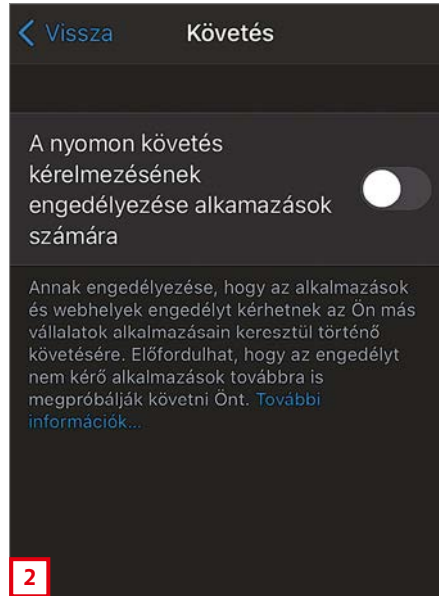 Vissza Követés
A nyomon követés
kérelmezésének
engedélyezése alkamazások
számára
Annak engedélyezése, hogy az alkalmazások
és webhelyek engedélyt kérhetnek az Ön más
vállalatok alkalmazásain keresztül történő
követésére. Előfordulhat, hogy az engedélyt
nem kérő alkalmazások továbbra is
megpróbálják követni Önt. További
információk...
2